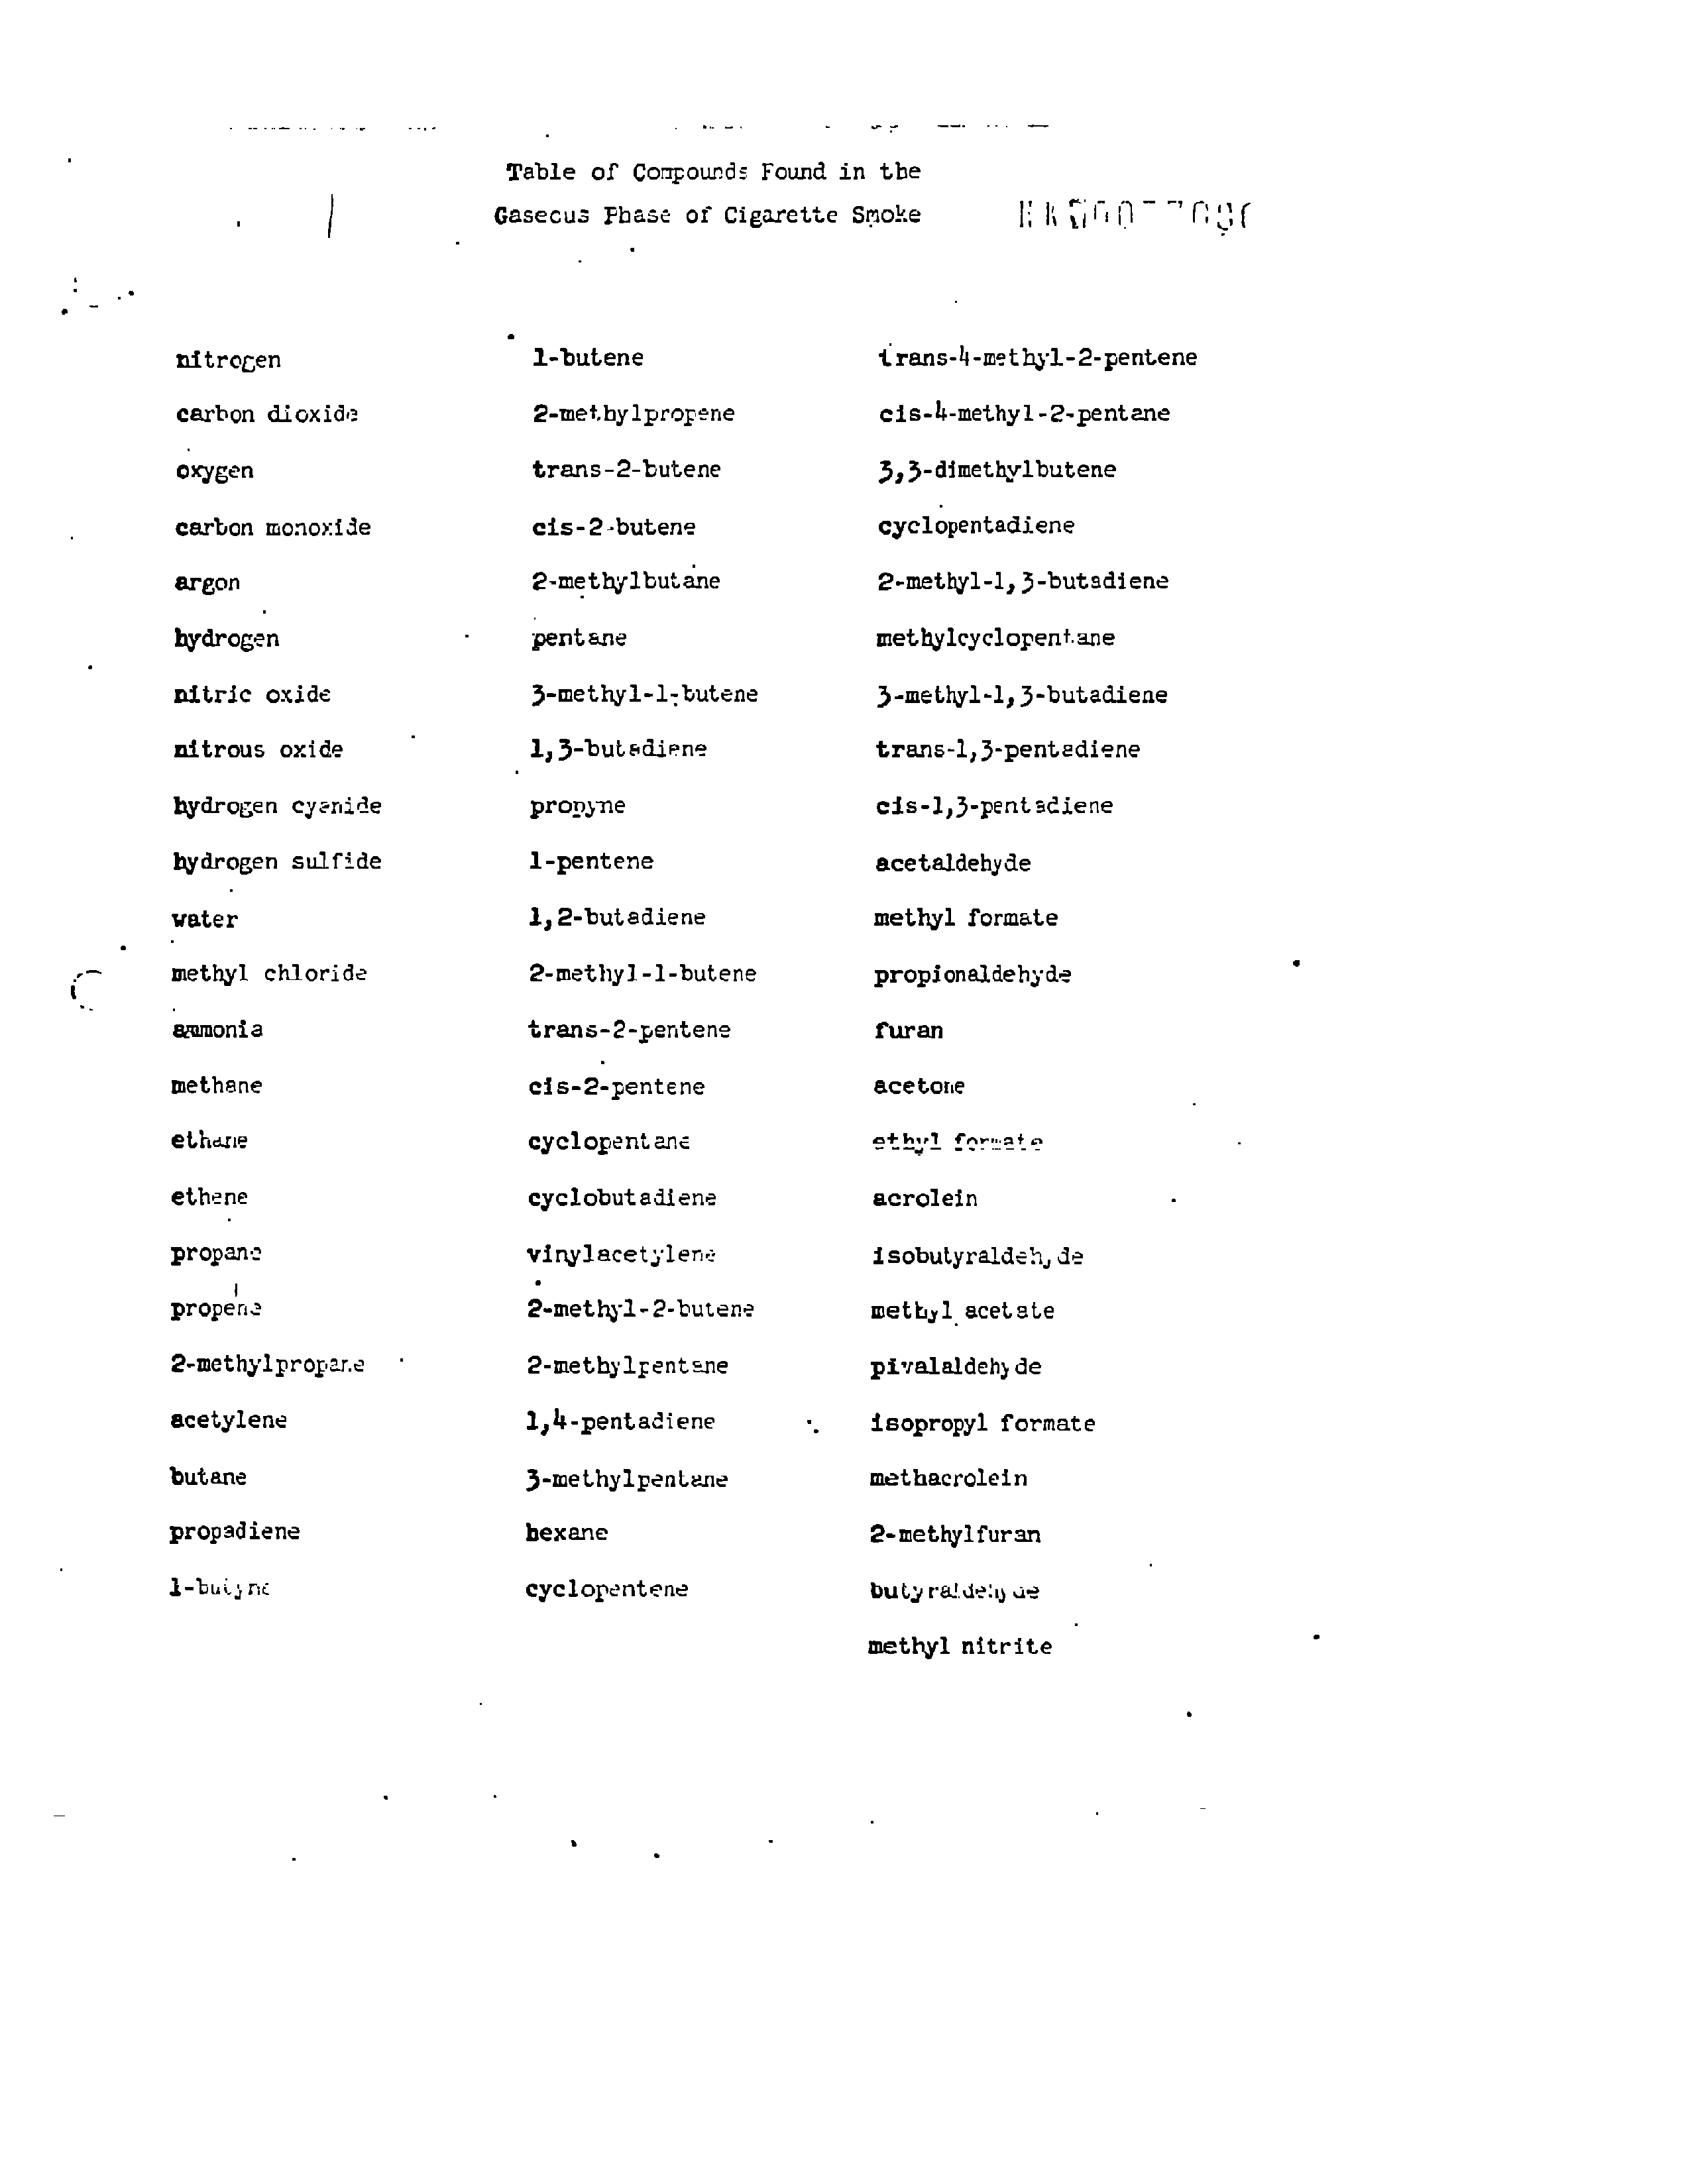 Table of Compounds Found in the
Gaseous Phase of Cigarette Smoke
nitrogen 1-butene trans-4-methyl-2-pentene
carbon dioxide 2-methylpropene cis-4-methyl-2-pentane
oxygen trans-2-butene 3,3-dimethylbutene
carbon monoxide cis-2-butene cyclopentadiene
argon 2-methylbutane 2-methyl-1,3-butadiene
hydrogen pentane methylcyclopentane
nitric oxide 3-methyl-1-butene 3-methyl-1,3-butadiene
nitrous oxide 1,3-butadiene trans-1,3-pentadiene
hydrogen cyanide propyne cis-1,3-pentadiene
hydrogen sulfide 1-pentene acetaldehyde
water 1,2-butadiene methyl formate
methyl chloride 2-methyl-1-butene propionaldehyde
ammonia trans-2-pentene furan
methane cis-2-pentene acetone
ethane cyclopentane ethyl formate
ethene cyclobutadiene acrolein
propane vinylacetylene isobutyraldehyde
propene 2-methyl-2-butene methyl acetate
2-methylpropane 2-methylpentane pivalaldehyde
acetylene 1,4-pentadiene isopropyl formate
butane 3-methylpentane methacrolein
propadiene hexane 2-methylfuran
1-butyne cyclopentene butyraldehyde
methyl nitrite